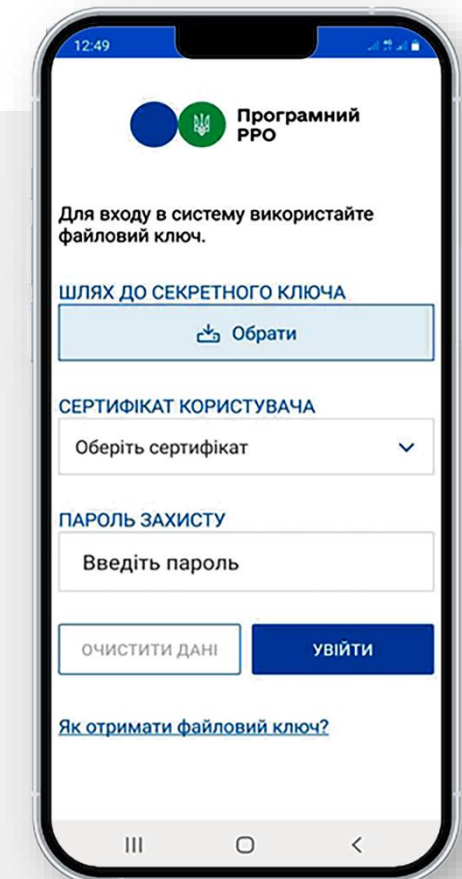 12:49
Програмний
РРО
Для входу в систему використайте
файловий ключ.
ШЛЯХ ДО СЕКРЕТНОГО КЛЮЧА
Обрати
СЕРТИФІКАТ КОРИСТУВАЧА
Оберіть сертифікат
ПАРОЛЬ ЗАХИСТУ
Введіть пароль
ОЧИСТИТИ ДАНІ УВІЙТИ
Як отримати файловий ключ?